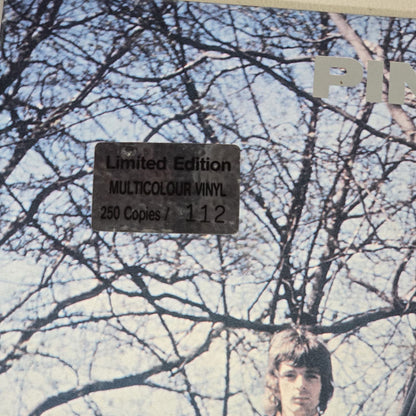 PIN
Limited Edition
MULTICOLOUR VINYL
250 Copies / 112